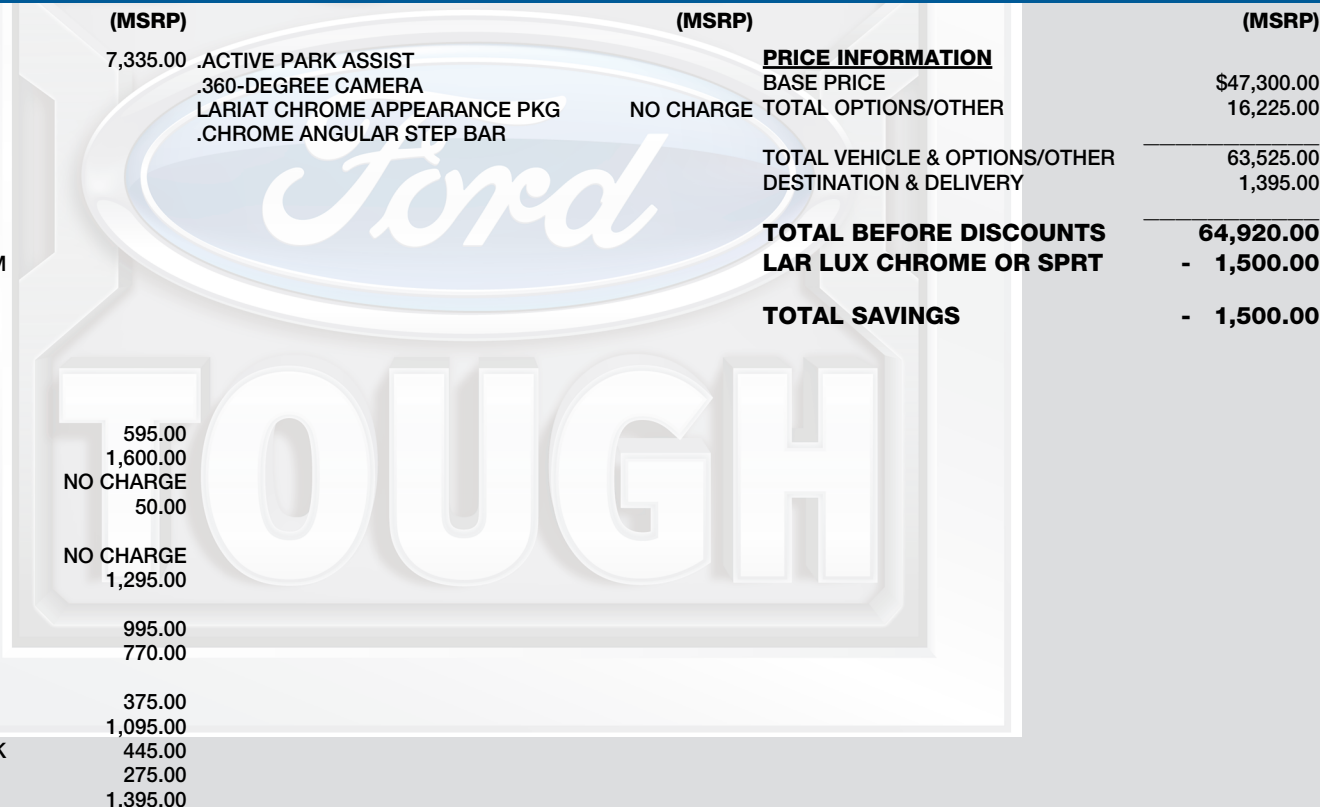 (MSRP) (MSRP) (MSRP)
7,335.00 .ACTIVE PARK ASSIST
.360-DEGREE CAMERA
LARIAT CHROME APPEARANCE PKG NO CHARGE
.CHROME ANGULAR STEP BAR
PRICE INFORMATION
BASE PRICE $47,300.00
TOTAL OPTIONS/OTHER 16,225.00
TOTAL VEHICLE & OPTIONS/OTHER 63,525.00
DESTINATION & DELIVERY 1,395.00
TOTAL BEFORE DISCOUNTS 64,920.00
LAR LUX CHROME OR SPRT - 1,500.00
TOTAL SAVINGS - 1,500.00
M
595.00
1,600.00
NO CHARGE
50.00
NO CHARGE
1,295.00
995.00
770.00
375.00
1,095.00
K 445.00
275.00
1,395.00
Ford
TOUGH